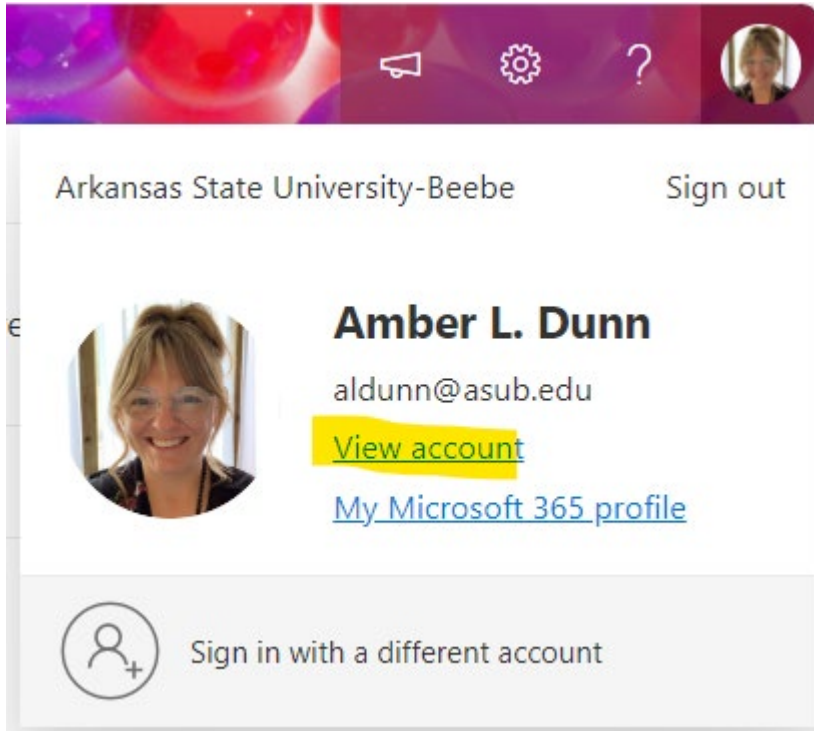 ?
Arkansas State University-Beebe Sign out
e
Amber L. Dunn
aldunn@asub.edu
View account
My Microsoft 365 profile
Sign in with a different account